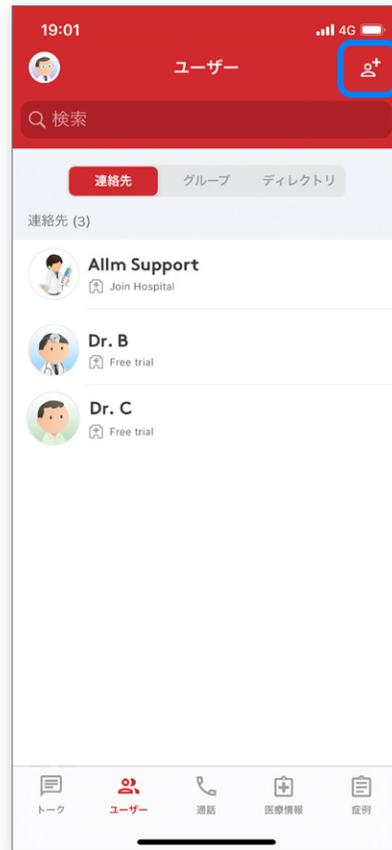 19:01 4G
ユーザー
検索
連絡先 グループ ディレクトリ
連絡先 (3)
Allm Support
Join Hospital
Dr. B
Free trial
Dr. C
Free trial
トーク ユーザー 通話 医療情報 症例